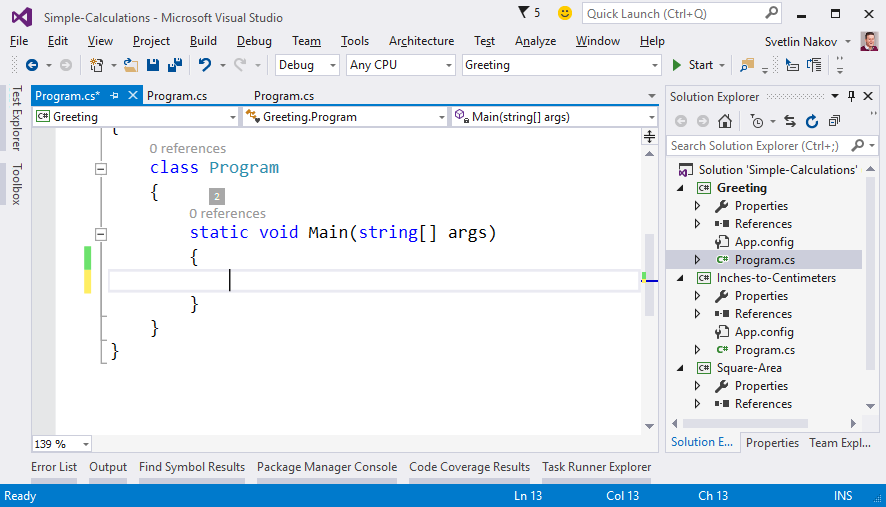 Simple-Calculations - Microsoft Visual Studio
5
Quick Launch (Ctrl+Q)
File Edit View Project Build Debug Team Tools Architecture Test Analyze Window Help
Svetlin Nakov
Debug Any CPU Greeting Start
Test Explorer
Toolbox
Program.cs* Program.cs Program.cs
C# Greeting Greeting.Program Main(string[] args)
{
0 references
class Program
{
2
0 references
static void Main(string[] args)
{
}
}
}
139 %
Solution Explorer
Search Solution Explorer (Ctrl+;)
Solution 'Simple-Calculations'
C# Greeting
Properties
References
App.config
C# Program.cs
C# Inches-to-Centimeters
Properties
References
App.config
C# Program.cs
C# Square-Area
Properties
References
Solution E... Properties Team Expl...
Error List Output Find Symbol Results Package Manager Console Code Coverage Results Task Runner Explorer
Ready Ln 13 Col 13 Ch 13 INS